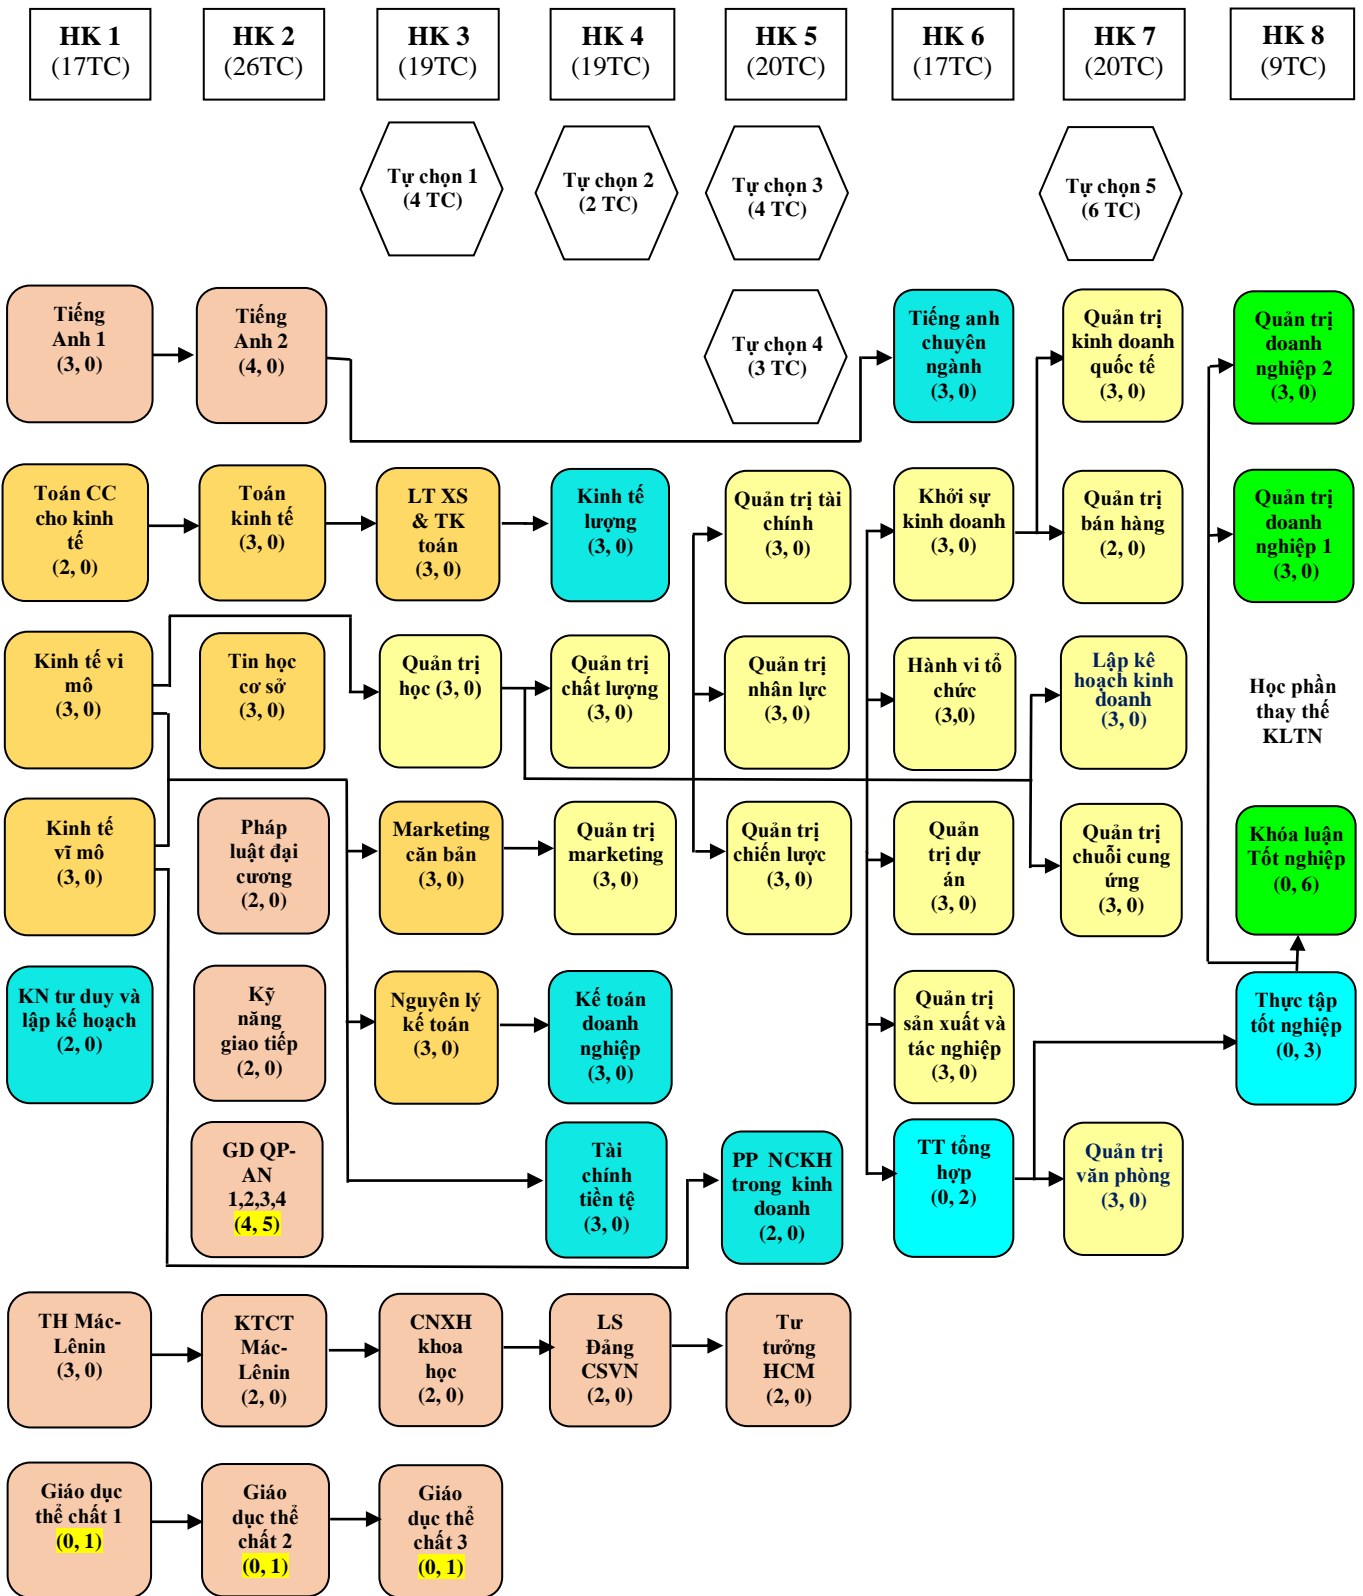 HK 1
(17TC)
HK 2
(26TC)
HK 3
(19TC)
HK 4
(19TC)
HK 5
(20TC)
HK 6
(17TC)
HK 7
(20TC)
HK 8
(9TC)
Tự chọn 1
(4 TC)
Tự chọn 2
(2 TC)
Tự chọn 3
(4 TC)
Tự chọn 5
(6 TC)
Tiếng
Anh 1
(3, 0)
Tiếng
Anh 2
(4, 0)
Tự chọn 4
(3 TC)
Tiếng anh
chuyên
ngành
(3, 0)
Quản trị
kinh doanh
quốc tế
(3, 0)
Quản trị
doanh
nghiệp 2
(3, 0)
Toán CC
cho kinh
tế
(2, 0)
Toán
kinh tế
(3, 0)
LT XS
& TK
toán
(3, 0)
Kinh tế
lượng
(3, 0)
Quản trị tài
chính
(3, 0)
Khởi sự
kinh doanh
(3, 0)
Quản trị
bán hàng
(2, 0)
Quản trị
doanh
nghiệp 1
(3, 0)
Kinh tế vi
mô
(3, 0)
Tin học
cơ sở
(3, 0)
Quản trị
học (3, 0)
Quản trị
chất lượng
(3, 0)
Quản trị
nhân lực
(3, 0)
Hành vi tổ
chức
(3,0)
Lập kê
hoạch kinh
doanh
(3, 0)
Học phần
thay thế
KLTN
Kinh tế
vĩ mô
(3, 0)
Pháp
luật đại
cương
(2, 0)
Marketing
căn bản
(3, 0)
Quản trị
marketing
(3, 0)
Quản trị
chiến lược
(3, 0)
Quản
trị dự
án
(3, 0)
Quản trị
chuỗi cung
ứng
(3, 0)
Khóa luận
Tốt nghiệp
(0, 6)
KN tư duy và
lập kế hoạch
(2, 0)
Kỹ
năng
giao tiếp
(2, 0)
Nguyên lý
kế toán
(3, 0)
Kế toán
doanh
nghiệp
(3, 0)
Quản trị
sản xuất và
tác nghiệp
(3, 0)
Thực tập
tốt nghiệp
(0, 3)
GD QP-
AN
1,2,3,4
(4, 5)
Tài
chính
tiền tệ
(3, 0)
PP NCKH
trong kinh
doanh
(2, 0)
TT tổng
hợp
(0, 2)
Quản trị
văn phòng
(3, 0)
TH Mác-
Lênin
(3, 0)
KTCT
Mác-
Lênin
(2, 0)
CNXH
khoa
học
(2, 0)
LS
Đảng
CSVN
(2, 0)
Tư
tưởng
HCM
(2, 0)
Giáo dục
thể chất 1
(0, 1)
Giáo
dục thể
chất 2
(0, 1)
Giáo
dục thể
chất 3
(0, 1)